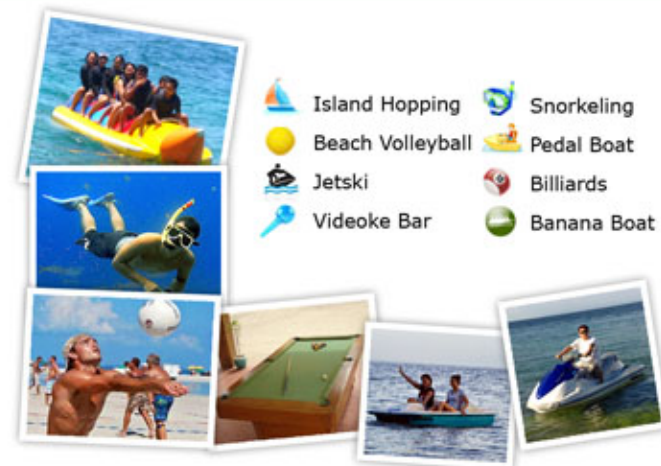 Island Hopping
Beach Volleyball
Jetski
Videoke Bar
Snorkeling
Pedal Boat
Billiards
Banana Boat